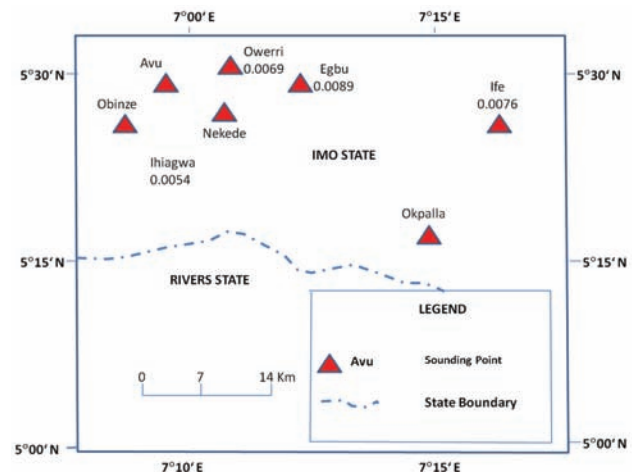 7°00' E 7°15' E
5°30' N
5°30' N
Avu
Owerri
0.0069
Egbu
0.0089
Ife
0.0076
Obinze
Nekede
Ihiagwa
0.0054
IMO STATE
Okpalla
5°15' N
5°15' N
RIVERS STATE
LEGEND
Avu Sounding Point
0 7 14 Km
State Boundary
5°00' N
5°00' N
7°10' E 7°15' E